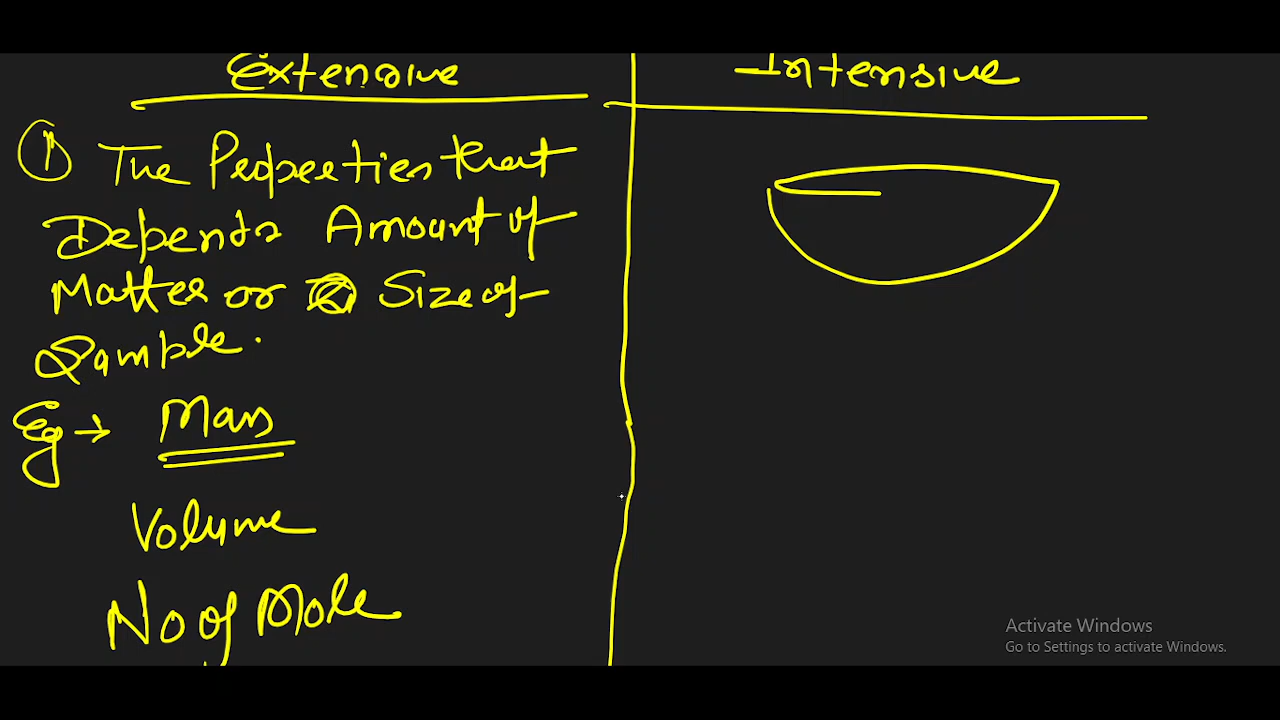 Extensive
Intensive
① The Properties that
Depends Amount of
Matter or Size of
Sample.
Eg → Mass
Volume
No of Mole
Activate Windows
Go to Settings to activate Windows.